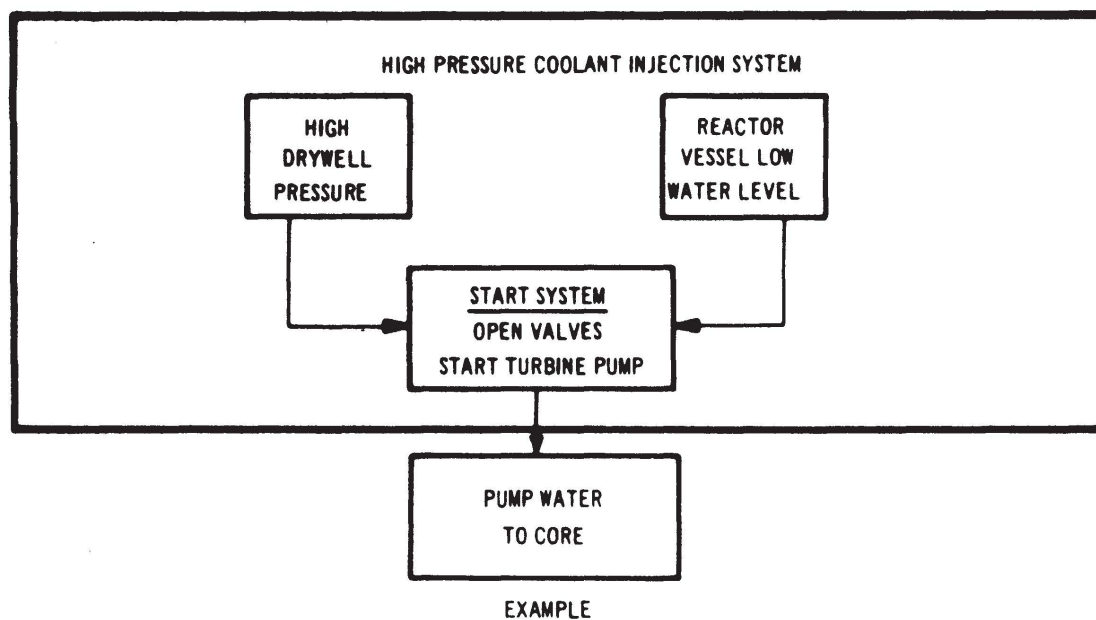 HIGH PRESSURE COOLANT INJECTION SYSTEM
HIGH
DRYWELL
PRESSURE
REACTOR
VESSEL LOW
WATER LEVEL
START SYSTEM
OPEN VALVES
START TURBINE PUMP
PUMP WATER
TO CORE
EXAMPLE